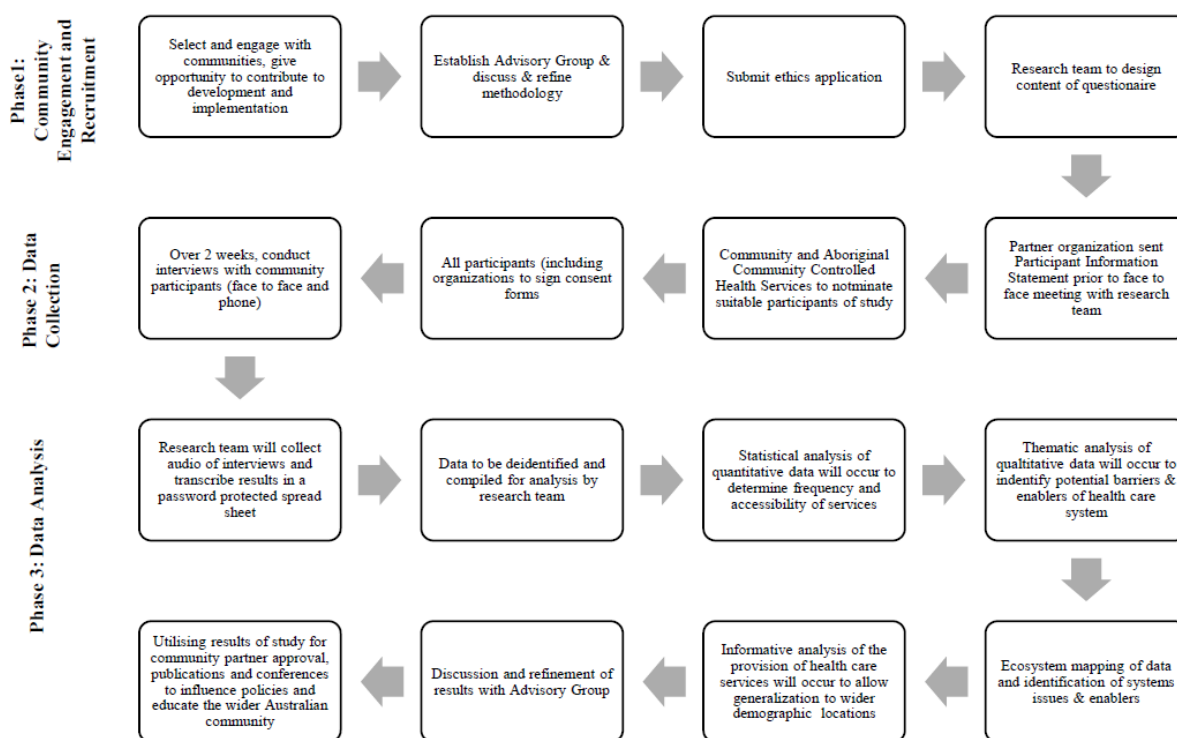 Phase1:
Community
Engagement and
Recruitment
Select and engage with
communities, give
opportunity to contribute to
development and
implementation
Establish Advisory Group &
discuss & refine
methodology
Submit ethics application
Research team to design
content of questionaire
Phase 2: Data
Collection
Over 2 weeks, conduct
interviews with community
participants (face to face and
phone)
All participants (including
organizations to sign consent
forms
Community and Aboriginal
Community Controlled
Health Services to notminate
suitable participants of study
Partner organization sent
Participant Information
Statement prior to face to
face meeting with research
team
Phase 3: Data Analysis
Research team will collect
audio of interviews and
transcribe results in a
password protected spread
sheet
Data to be deidentified and
compiled for analysis by
research team
Statistical analysis of
quantitative data will occur to
determine frequency and
accessibility of services
Thematic analysis of
qualtitative data will occur to
indentify potential barriers &
enablers of health care
system
Utilising results of study for
community partner approval,
publications and conferences
to influence policies and
educate the wider Australian
community
Discussion and refinement of
results with Advisory Group
Informative analysis of the
provision of health care
services will occur to allow
generalization to wider
demographic locations
Ecosystem mapping of data
and identification of systems
issues & enablers